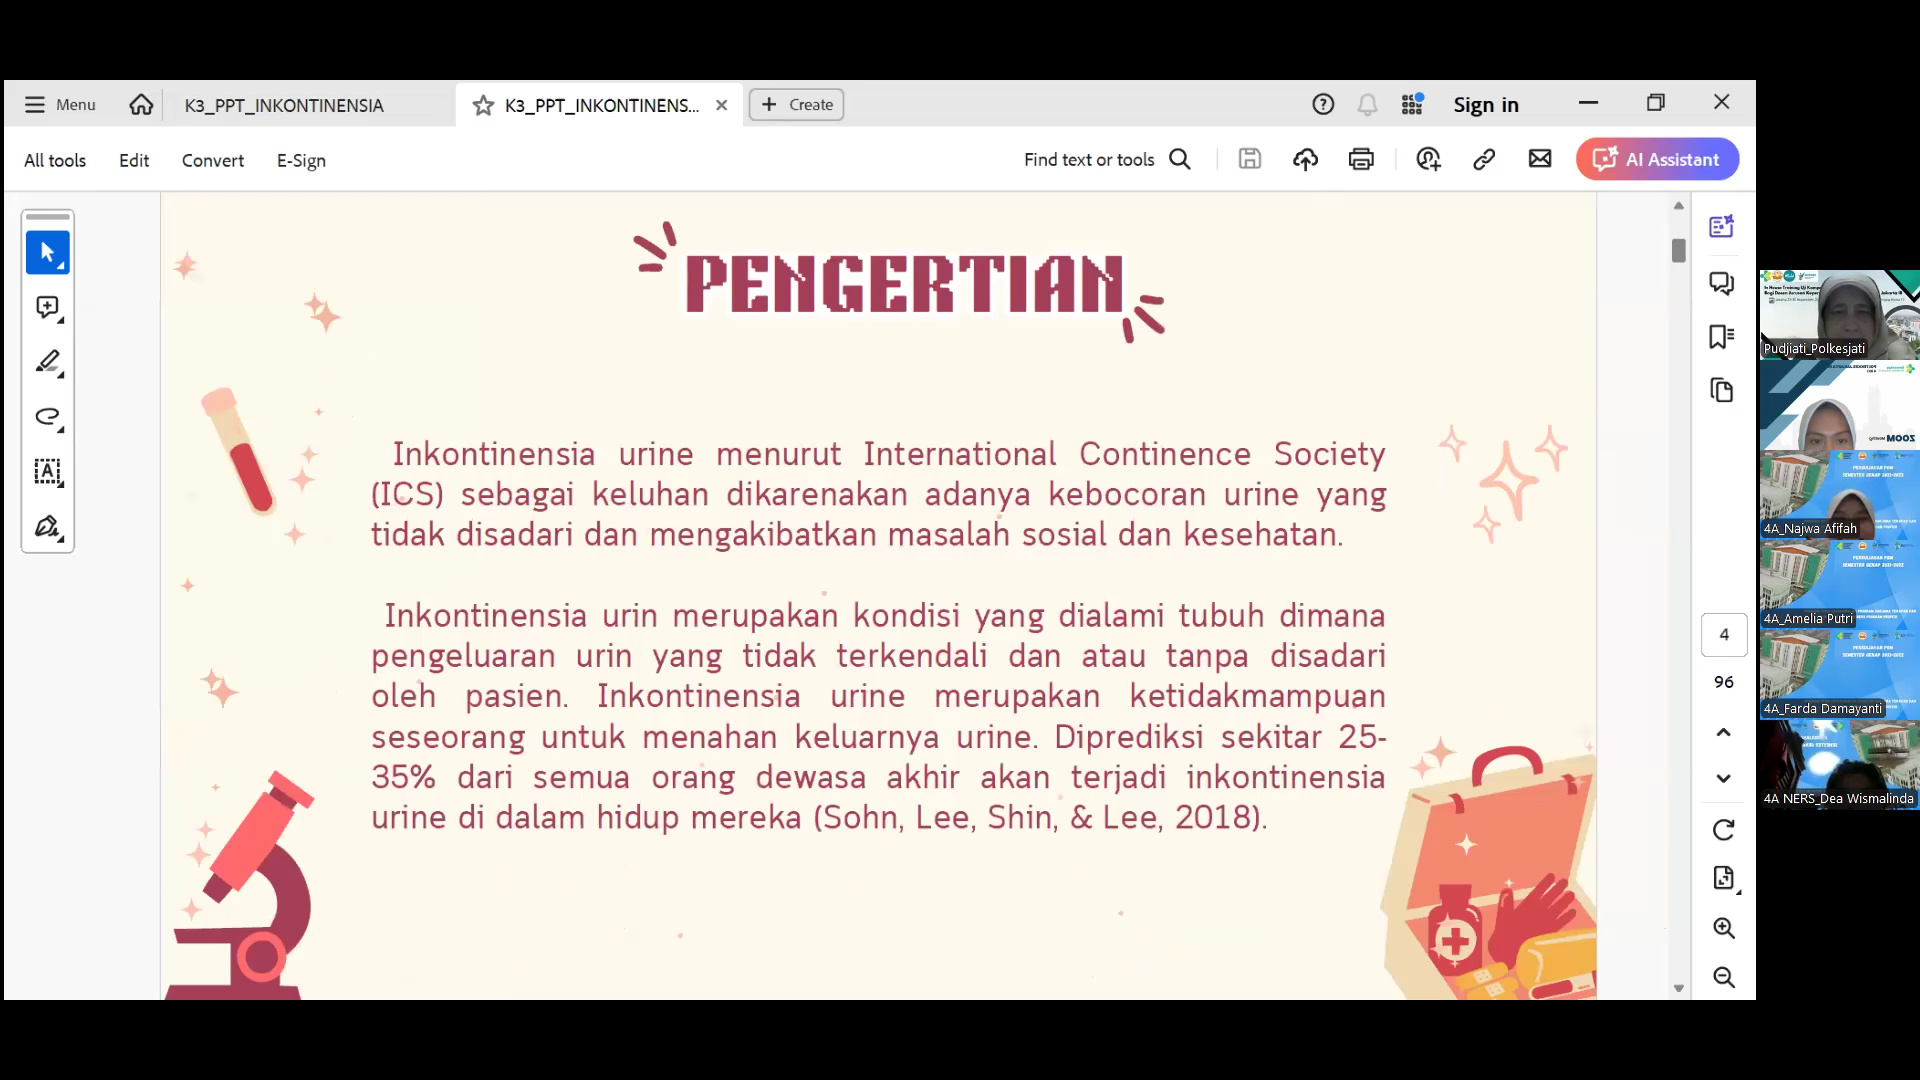 Menu
K3_PPT_INKONTINENSIA
K3_PPT_INKONTINENS...
Create
Sign in
All tools
Edit
Convert
E-Sign
Find text or tools
AI Assistant
PENGERTIAN
Inkontinensia urine menurut International Continence Society
(ICS) sebagai keluhan dikarenakan adanya kebocoran urine yang
tidak disadari dan mengakibatkan masalah sosial dan kesehatan.
Inkontinensia urin merupakan kondisi yang dialami tubuh dimana
pengeluaran urin yang tidak terkendali dan atau tanpa disadari
oleh pasien. Inkontinensia urine merupakan ketidakmampuan
seseorang untuk menahan keluarnya urine. Diprediksi sekitar 25-
35% dari semua orang dewasa akhir akan terjadi inkontinensia
urine di dalam hidup mereka (Sohn, Lee, Shin, & Lee, 2018).
4
96
Pudjiati_Polkesjati
ZOOM
4A_Najwa Afifah
4A_Amelia Putri
4A_Farda Damayanti
4A NERS_Dea Wismalinda